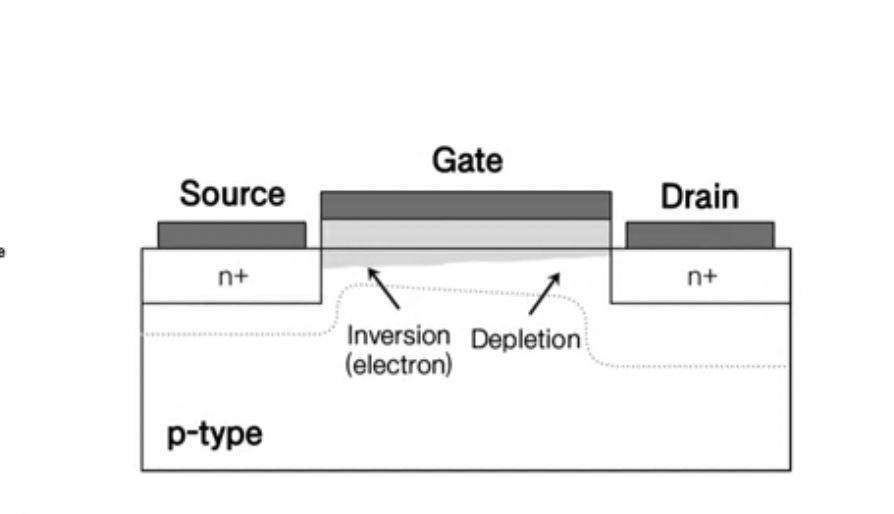 Gate
Source
Drain
e
n+
n+
Inversion
(electron)
Depletion
p-type